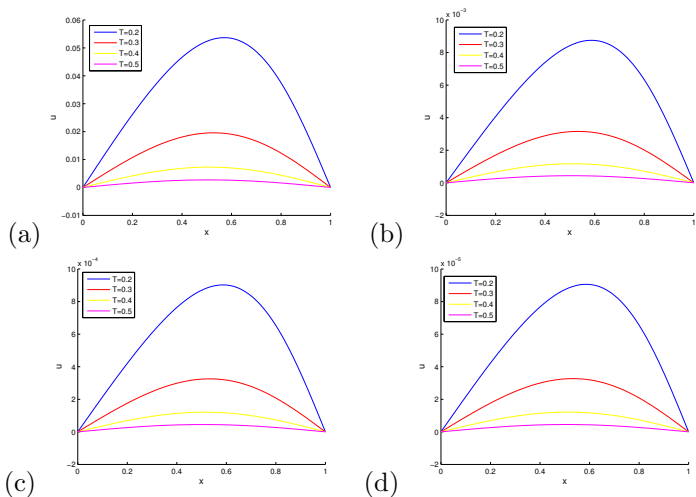 0.06
0.05
0.04
0.03
0.02
0.01
0
−0.01
u
T=0.2
T=0.3
T=0.4
T=0.5
0 0.2 0.4 0.6 0.8 1
x
(a)
x 10⁻³
10
8
6
4
2
0
−2
u
T=0.2
T=0.3
T=0.4
T=0.5
0 0.2 0.4 0.6 0.8 1
x
(b)
x 10⁻⁴
10
8
6
4
2
0
−2
u
T=0.2
T=0.3
T=0.4
T=0.5
0 0.2 0.4 0.6 0.8 1
x
(c)
x 10⁻⁵
10
8
6
4
2
0
−2
u
T=0.2
T=0.3
T=0.4
T=0.5
0 0.2 0.4 0.6 0.8 1
x
(d)